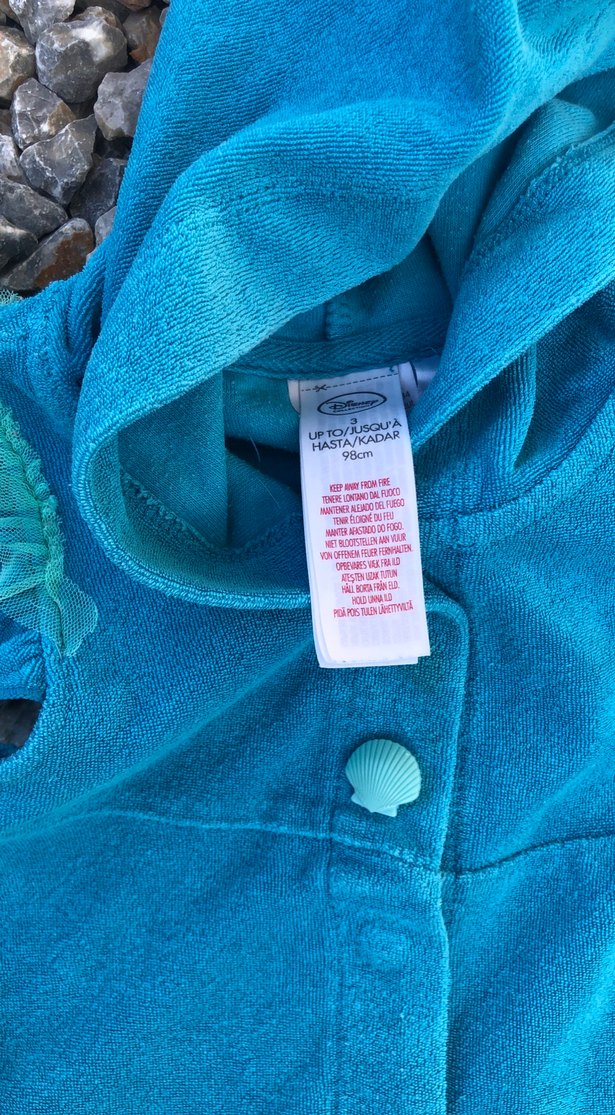 Disney
3
UP TO/JUSQU'À
HASTA/KADAR
98cm
KEEP AWAY FROM FIRE
TENERE LONTANO DAL FUOCO
MANTENER ALEJADO DEL FUEGO
TENIR ÉLOIGNÉ DU FEU
MANTER AFASTADO DO FOGO.
NIET BLOOTSTELLEN AAN VUUR
VON OFFENEM FEUER FERNHALTEN.
OPBEVARES VÆK FRA ILD
ATEŞTEN UZAK TUTUN
HÅLL BORTA FRÅN ELD.
HOLD UNNA ILD
PIDÄ POIS TULEN LÄHETTYVILTÄ